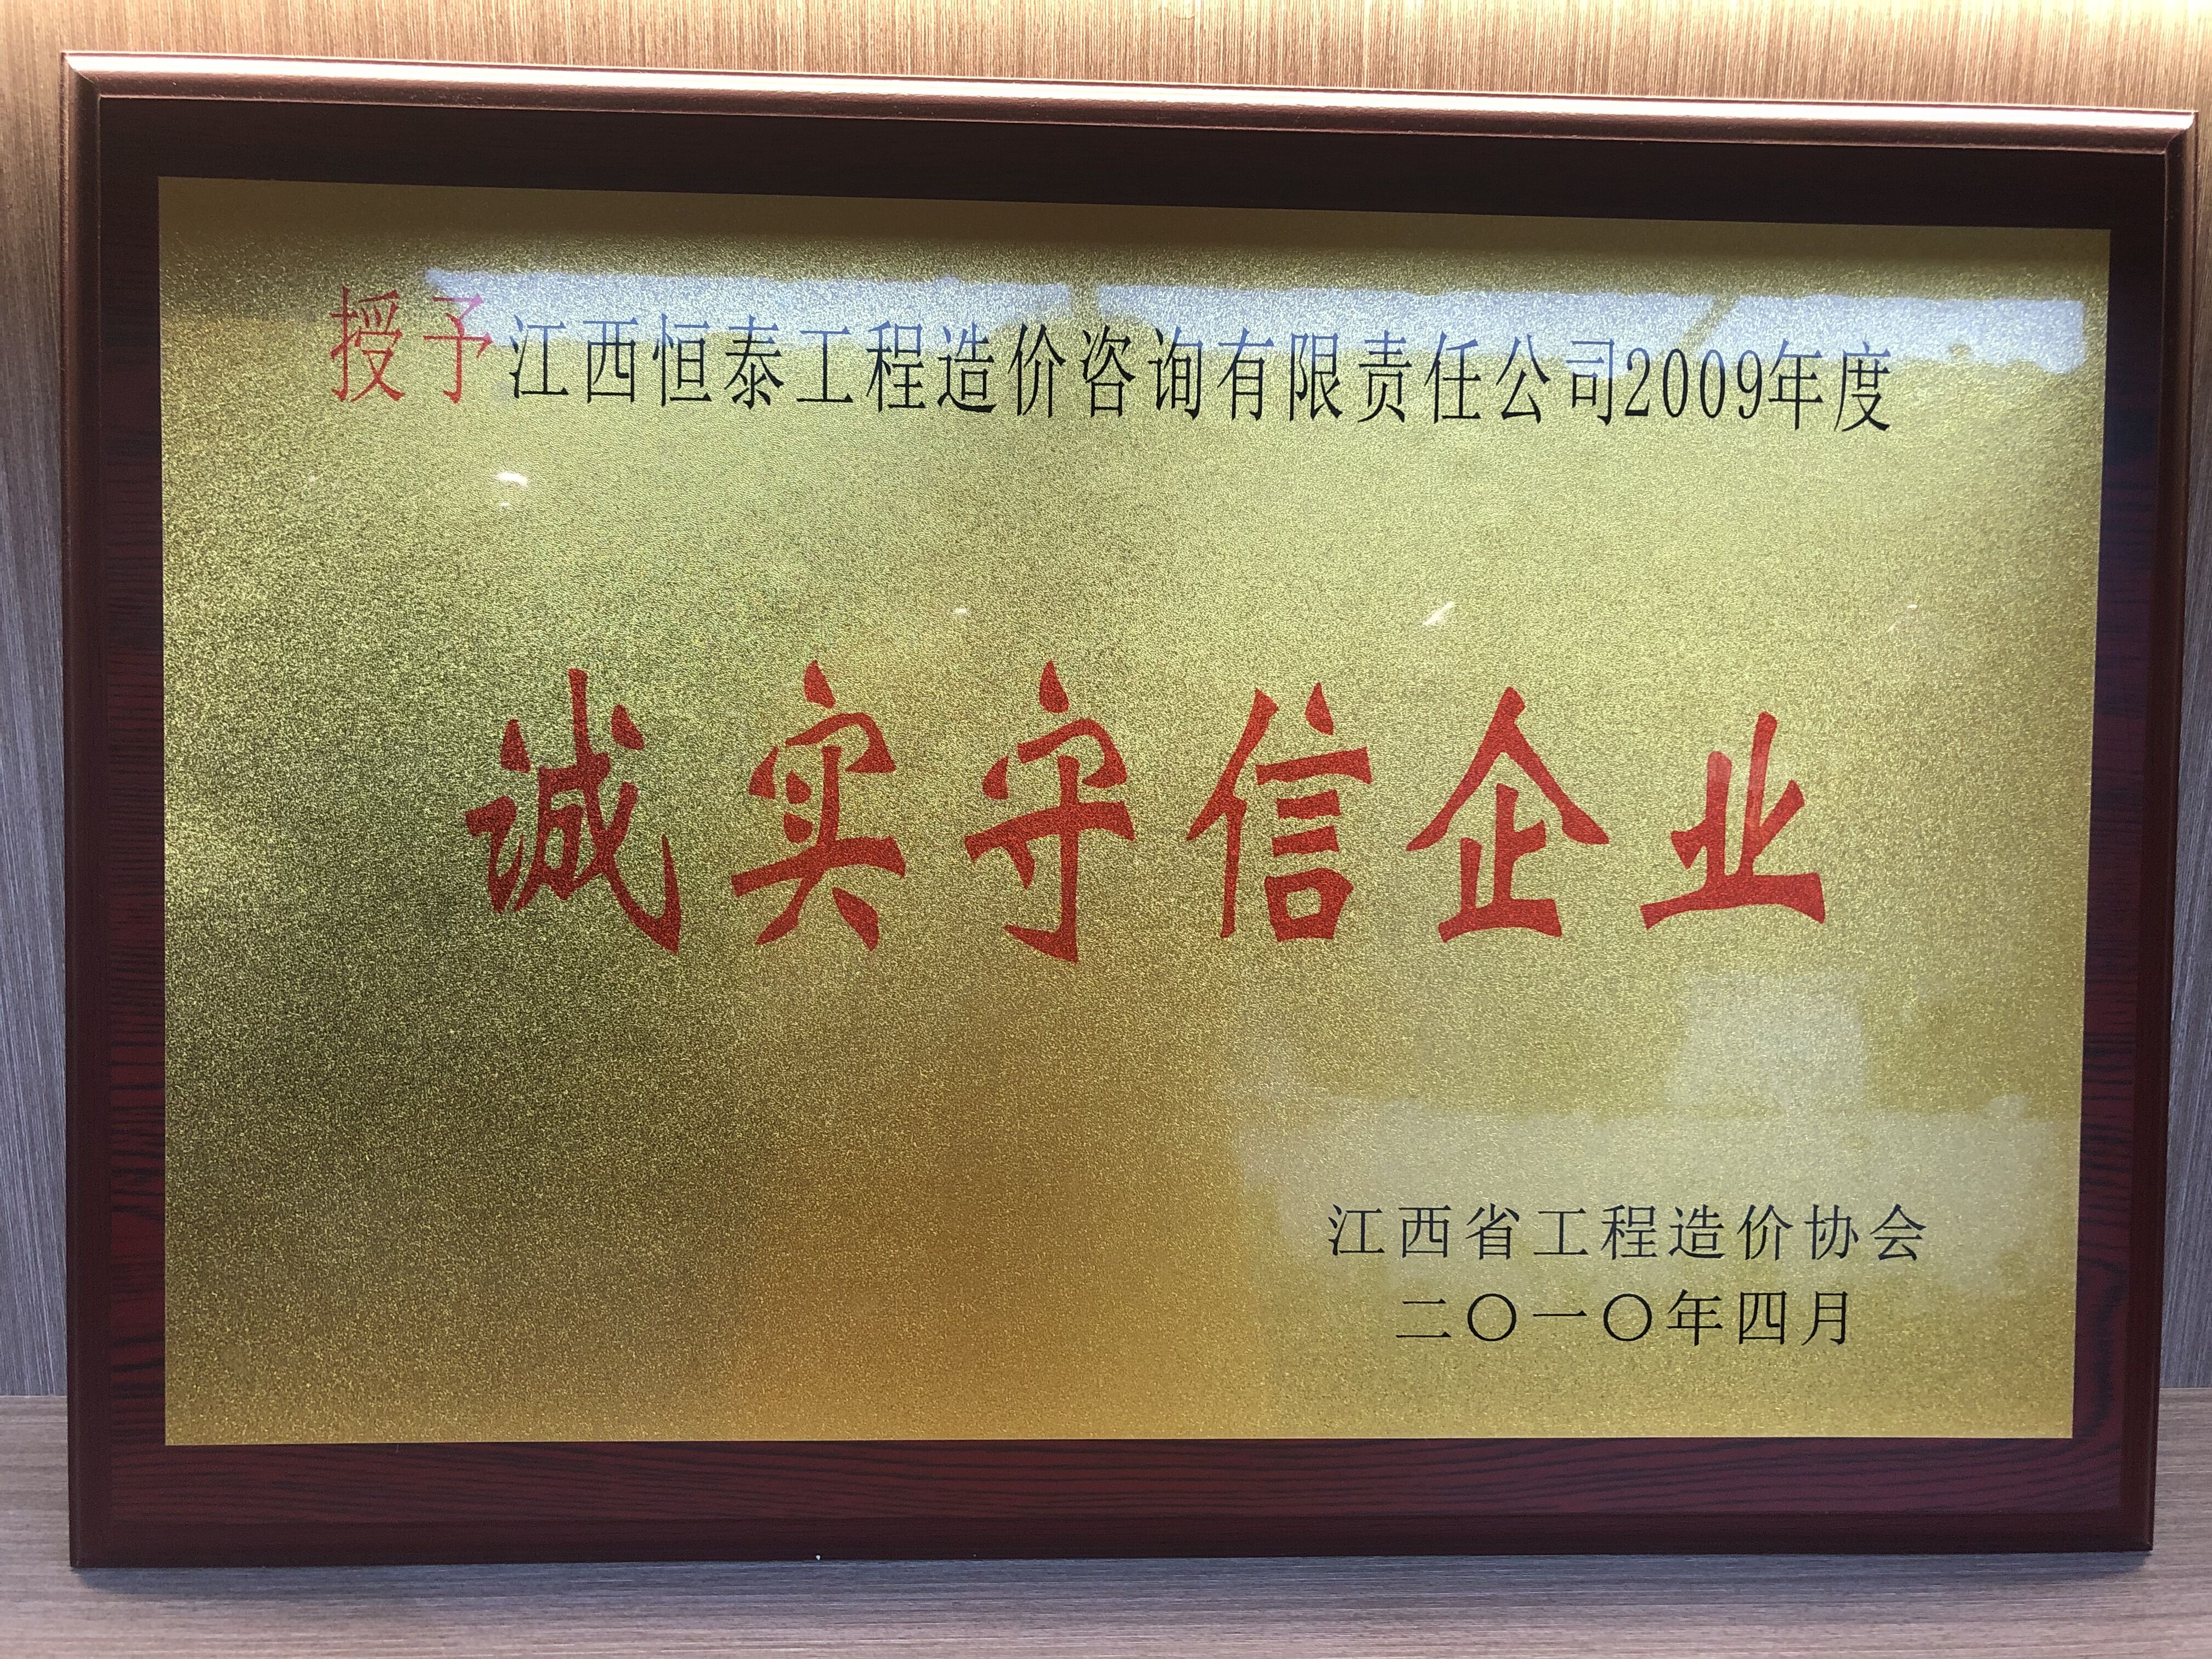 授予江西恒泰工程造价咨询有限责任公司2009年度
诚实守信企业
江西省工程造价协会
二〇一〇年四月